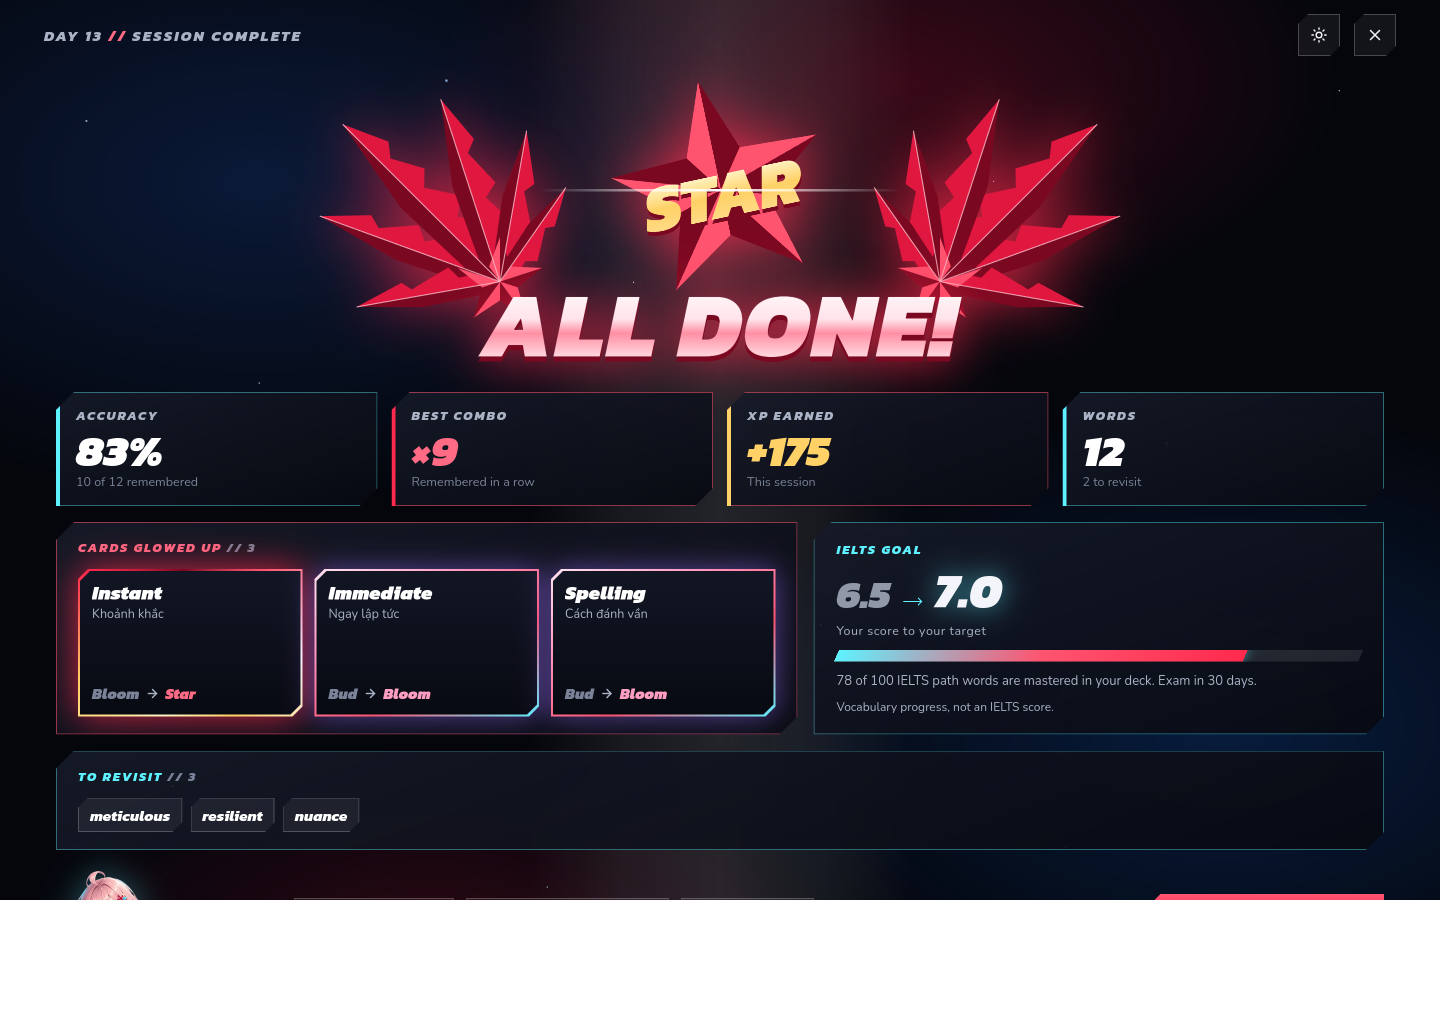 DAY 13 // SESSION COMPLETE
STAR
ALL DONE!
ACCURACY
83%
10 of 12 remembered
BEST COMBO
×9
Remembered in a row
XP EARNED
+175
This session
WORDS
12
2 to revisit
CARDS GLOWED UP // 3
Instant
Khoảnh khắc
Bloom → Star
Immediate
Ngay lập tức
Bud → Bloom
Spelling
Cách đánh vần
Bud → Bloom
IELTS GOAL
6.5 → 7.0
Your score to your target
78 of 100 IELTS path words are mastered in your deck. Exam in 30 days.
Vocabulary progress, not an IELTS score.
TO REVISIT // 3
meticulous
resilient
nuance